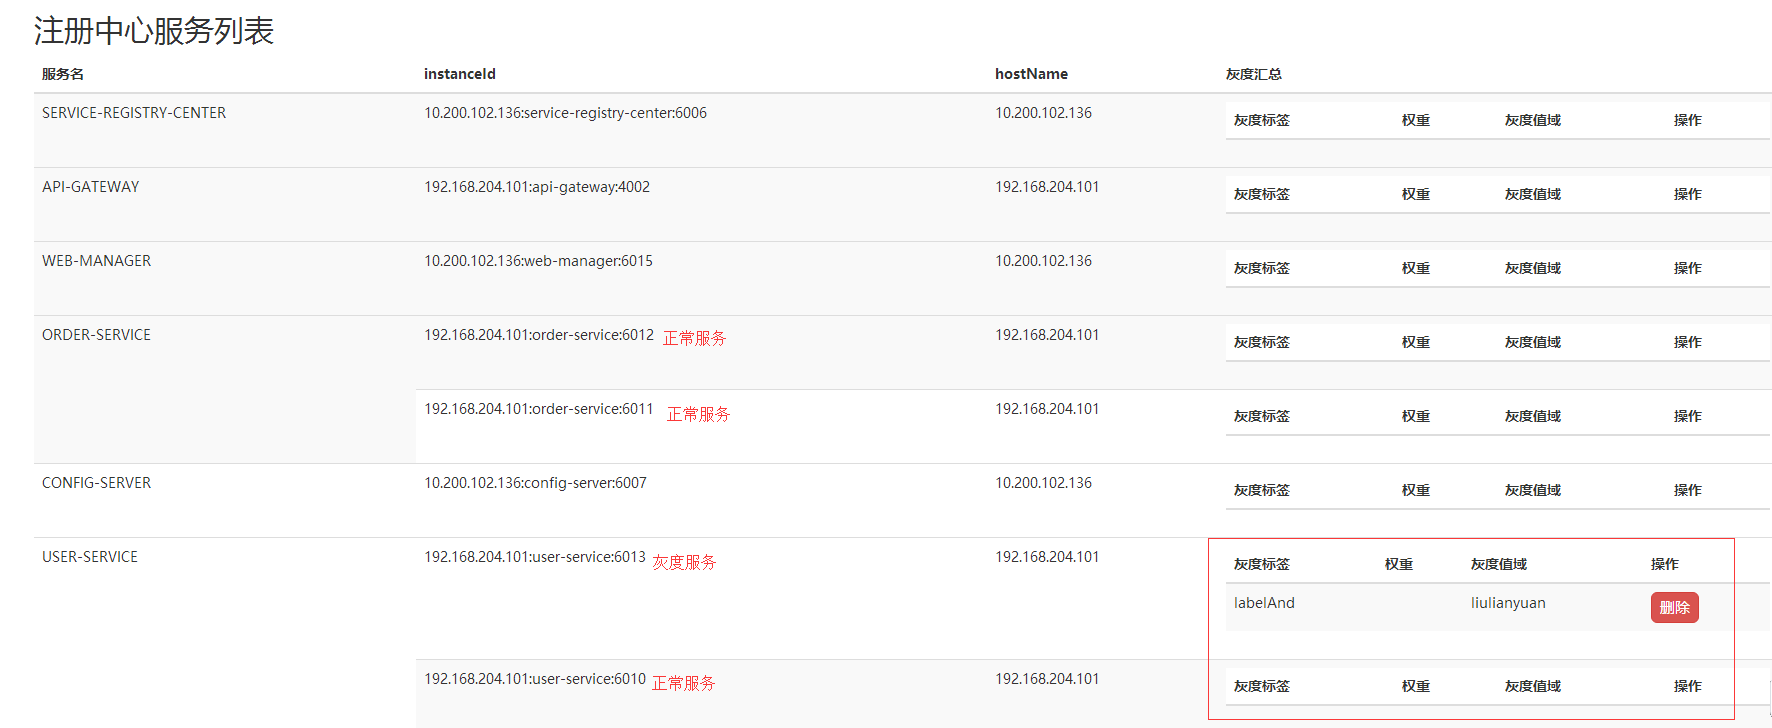 注册中心服务列表
服务名 instanceId hostName 灰度汇总
SERVICE-REGISTRY-CENTER 10.200.102.136:service-registry-center:6006 10.200.102.136
灰度标签 权重 灰度值域 操作
API-GATEWAY 192.168.204.101:api-gateway:4002 192.168.204.101
灰度标签 权重 灰度值域 操作
WEB-MANAGER 10.200.102.136:web-manager:6015 10.200.102.136
灰度标签 权重 灰度值域 操作
ORDER-SERVICE 192.168.204.101:order-service:6012 正常服务 192.168.204.101
灰度标签 权重 灰度值域 操作
192.168.204.101:order-service:6011 正常服务 192.168.204.101
灰度标签 权重 灰度值域 操作
CONFIG-SERVER 10.200.102.136:config-server:6007 10.200.102.136
灰度标签 权重 灰度值域 操作
USER-SERVICE 192.168.204.101:user-service:6013 灰度服务 192.168.204.101
灰度标签 权重 灰度值域 操作
labelAnd liulianyuan 删除
192.168.204.101:user-service:6010 正常服务 192.168.204.101
灰度标签 权重 灰度值域 操作